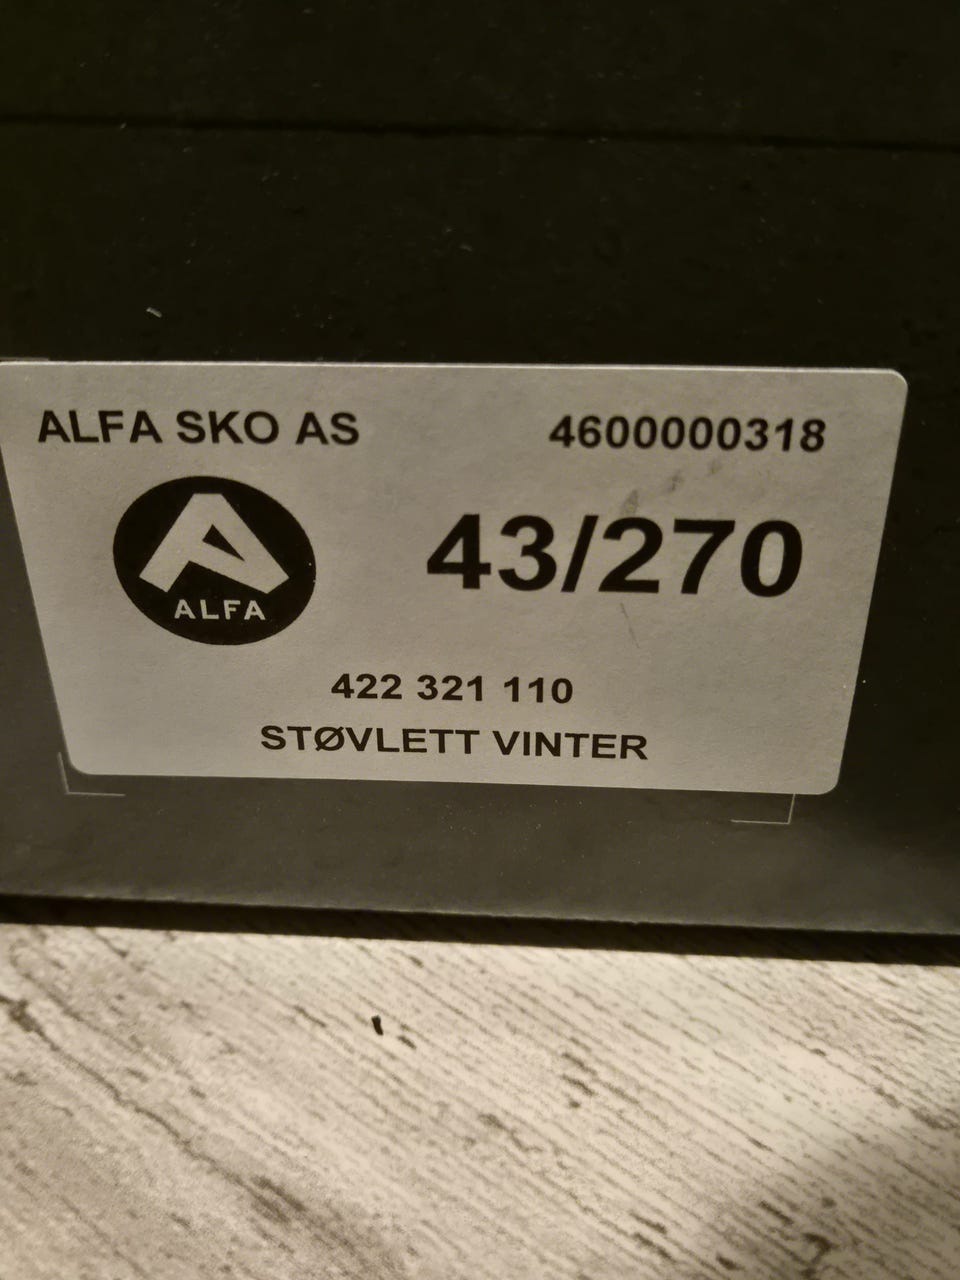 ALFA SKO AS
4600000318
43/270
ALFA
422 321 110
STØVLETT VINTER